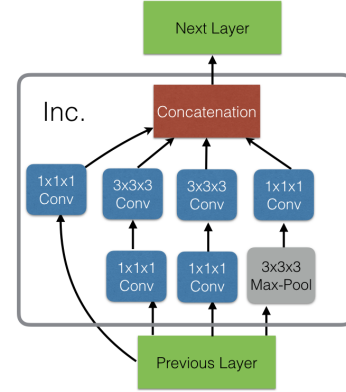 Next Layer
Inc.
Concatenation
1x1x1
Conv
3x3x3
Conv
3x3x3
Conv
1x1x1
Conv
1x1x1
Conv
1x1x1
Conv
3x3x3
Max-Pool
Previous Layer